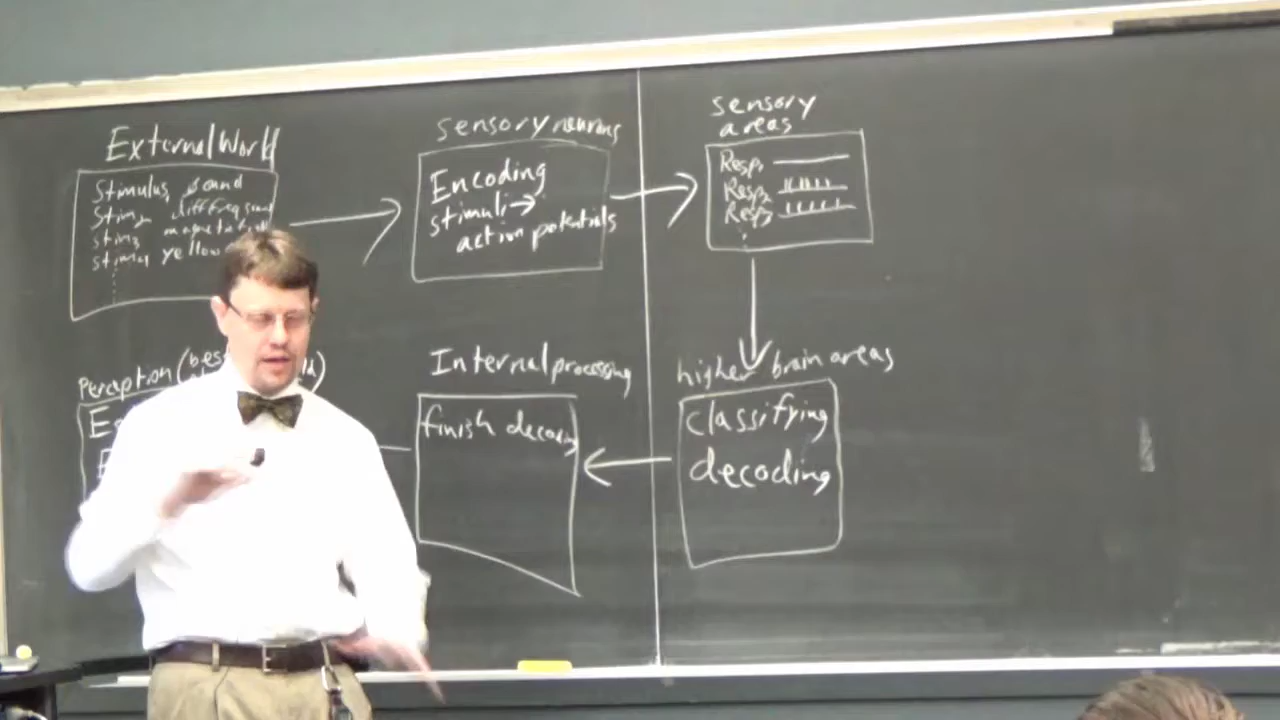 External World
Stimulus, sound
Stim2 diff freq sound
stim3 magnetic
stim4 yellow
sensory neurons
Encoding
stimuli →
action potentials
sensory
areas
Resp1
Resp2
Resp3
higher brain areas
classifying
decoding
Internal processing
finish decoding
Perception (bes